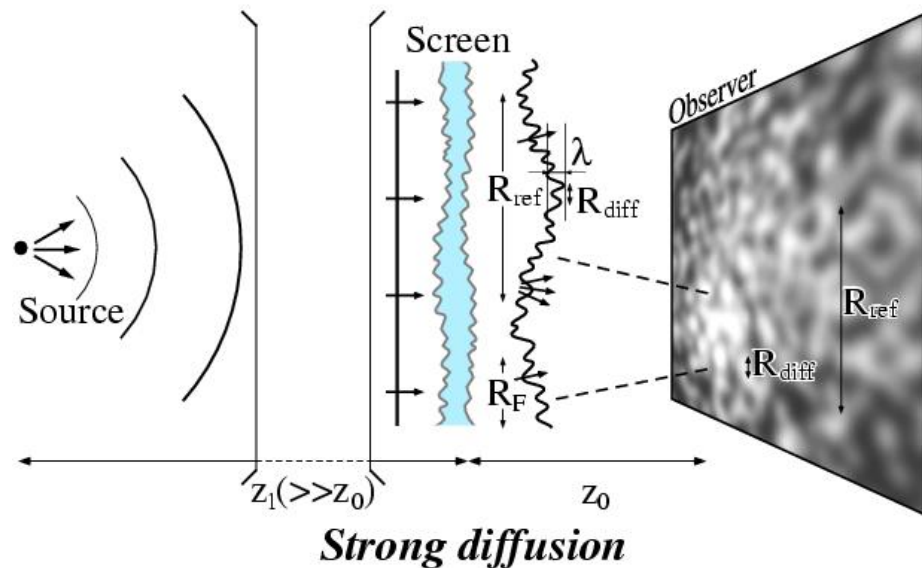 Screen
Observer
λ
R_ref
R_diff
Source
R_ref
R_diff
R_F
z_1(>>z_0)
z_0
Strong diffusion